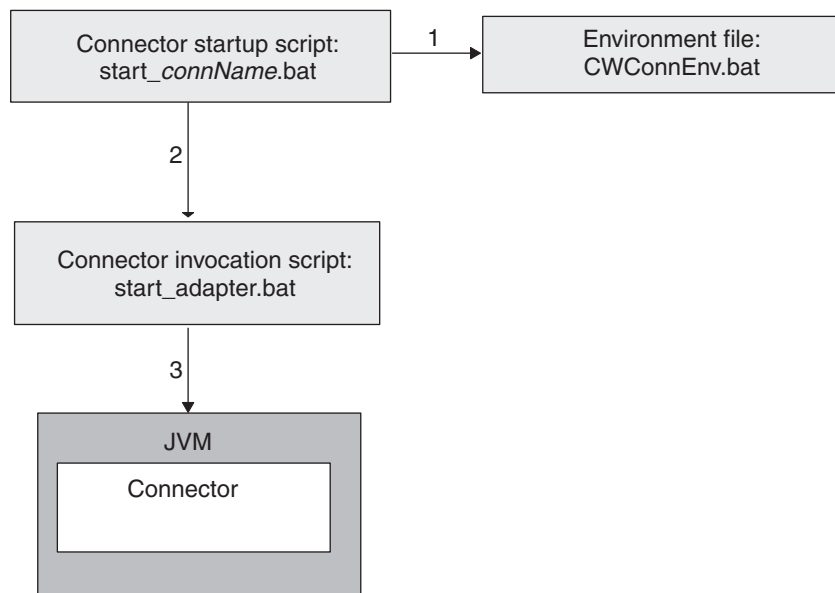 Connector startup script:
start_connName.bat
1
Environment file:
CWConnEnv.bat
2
Connector invocation script:
start_adapter.bat
3
JVM
Connector